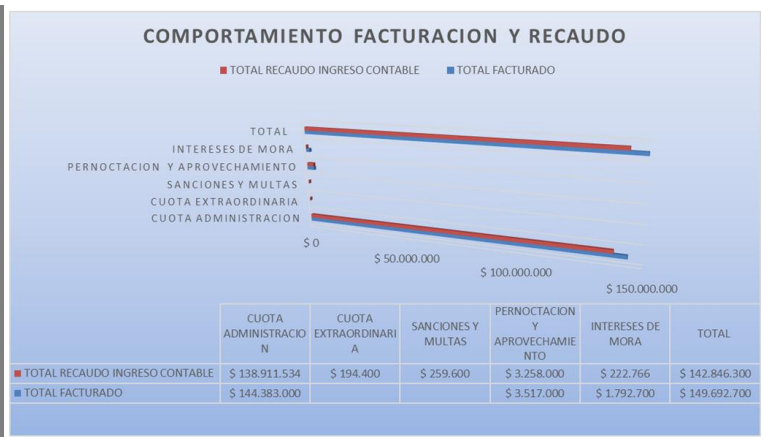 COMPORTAMIENTO FACTURACION Y RECAUDO
TOTAL RECAUDO INGRESO CONTABLE TOTAL FACTURADO
TOTAL
INTERESES DE MORA
PERNOCTACION Y APROVECHAMIENTO
SANCIONES Y MULTAS
CUOTA EXTRAORDINARIA
CUOTA ADMINISTRACION
$ 0
$ 50.000.000
$ 100.000.000
$ 150.000.000
CUOTA ADMINISTRACIO N
CUOTA EXTRAORDINARI A
SANCIONES Y MULTAS
PERNOCTACION Y APROVECHAMIE NTO
INTERESES DE MORA
TOTAL
TOTAL RECAUDO INGRESO CONTABLE $ 138.911.534 $ 194.400 $ 259.600 $ 3.258.000 $ 222.766 $ 142.846.300
TOTAL FACTURADO $ 144.383.000 $ 3.517.000 $ 1.792.700 $ 149.692.700